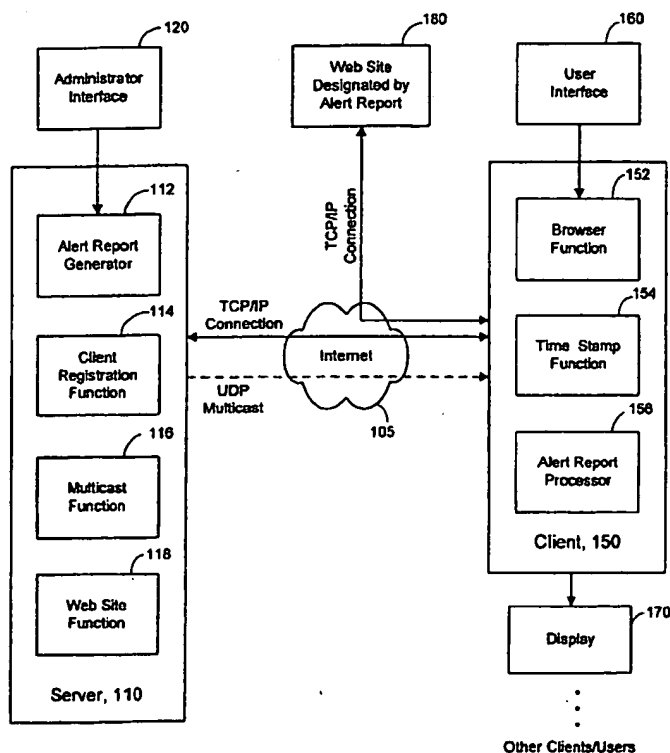 120
Administrator
Interface
180
Web Site
Designated by
Alert Report
160
User
Interface
112
Alert Report
Generator
114
Client
Registration
Function
116
Multicast
Function
118
Web Site
Function
Server, 110
TCP/IP
Connection
TCP/IP
Connection
Internet
UDP
Multicast
105
152
Browser
Function
154
Time Stamp
Function
156
Alert Report
Processor
Client, 150
170
Display
Other Clients/Users